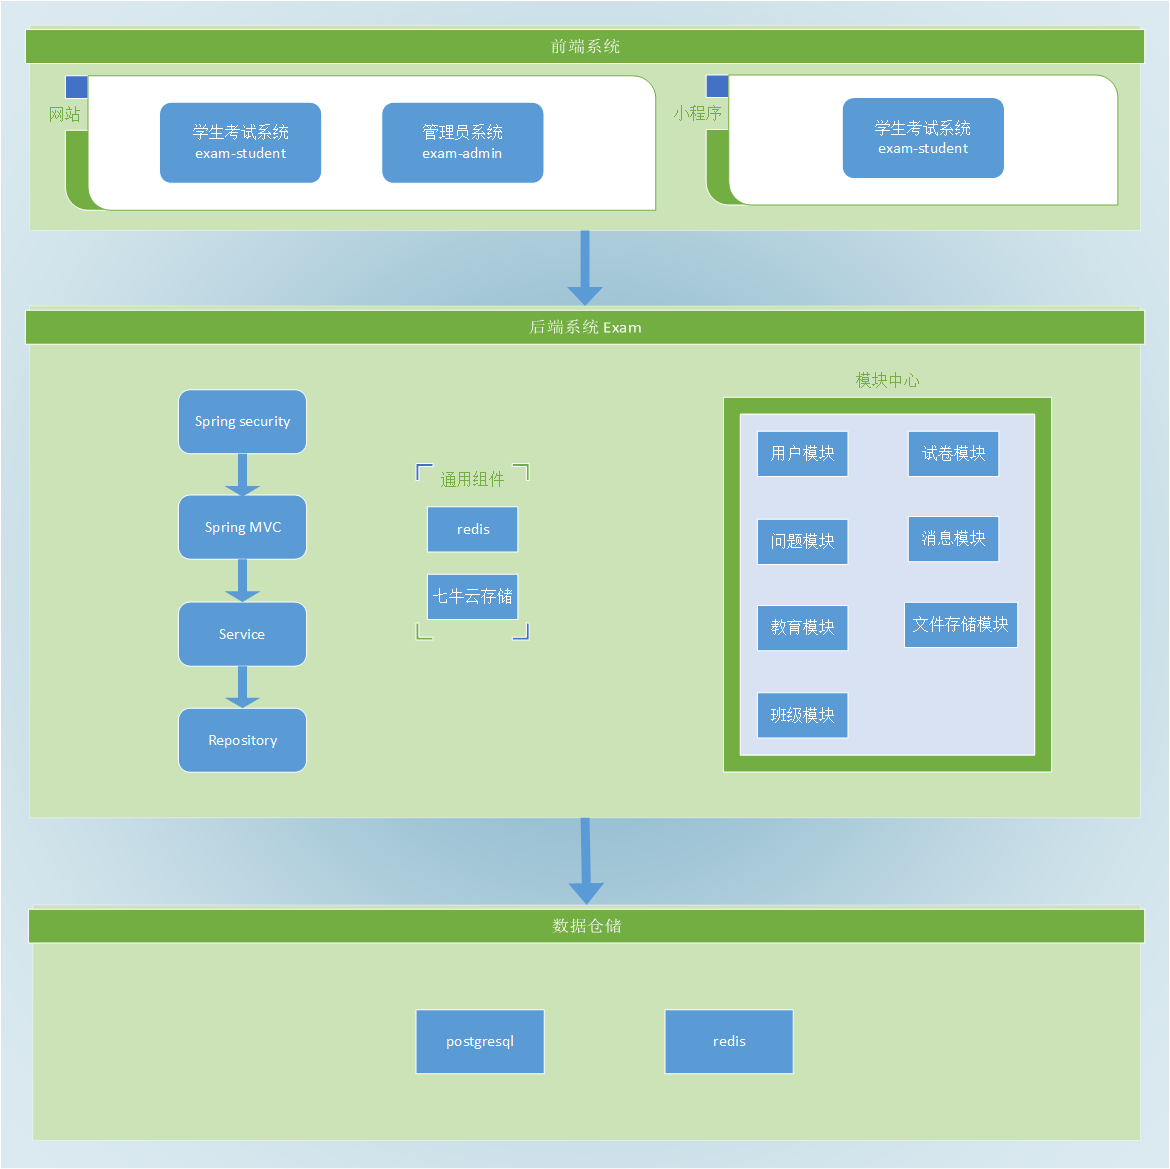 前端系统
网站
学生考试系统
exam-student
管理员系统
exam-admin
小程序
学生考试系统
exam-student
后端系统 Exam
Spring security
Spring MVC
Service
Repository
通用组件
redis
七牛云存储
模块中心
用户模块
试卷模块
问题模块
消息模块
教育模块
文件存储模块
班级模块
数据仓储
postgresql
redis